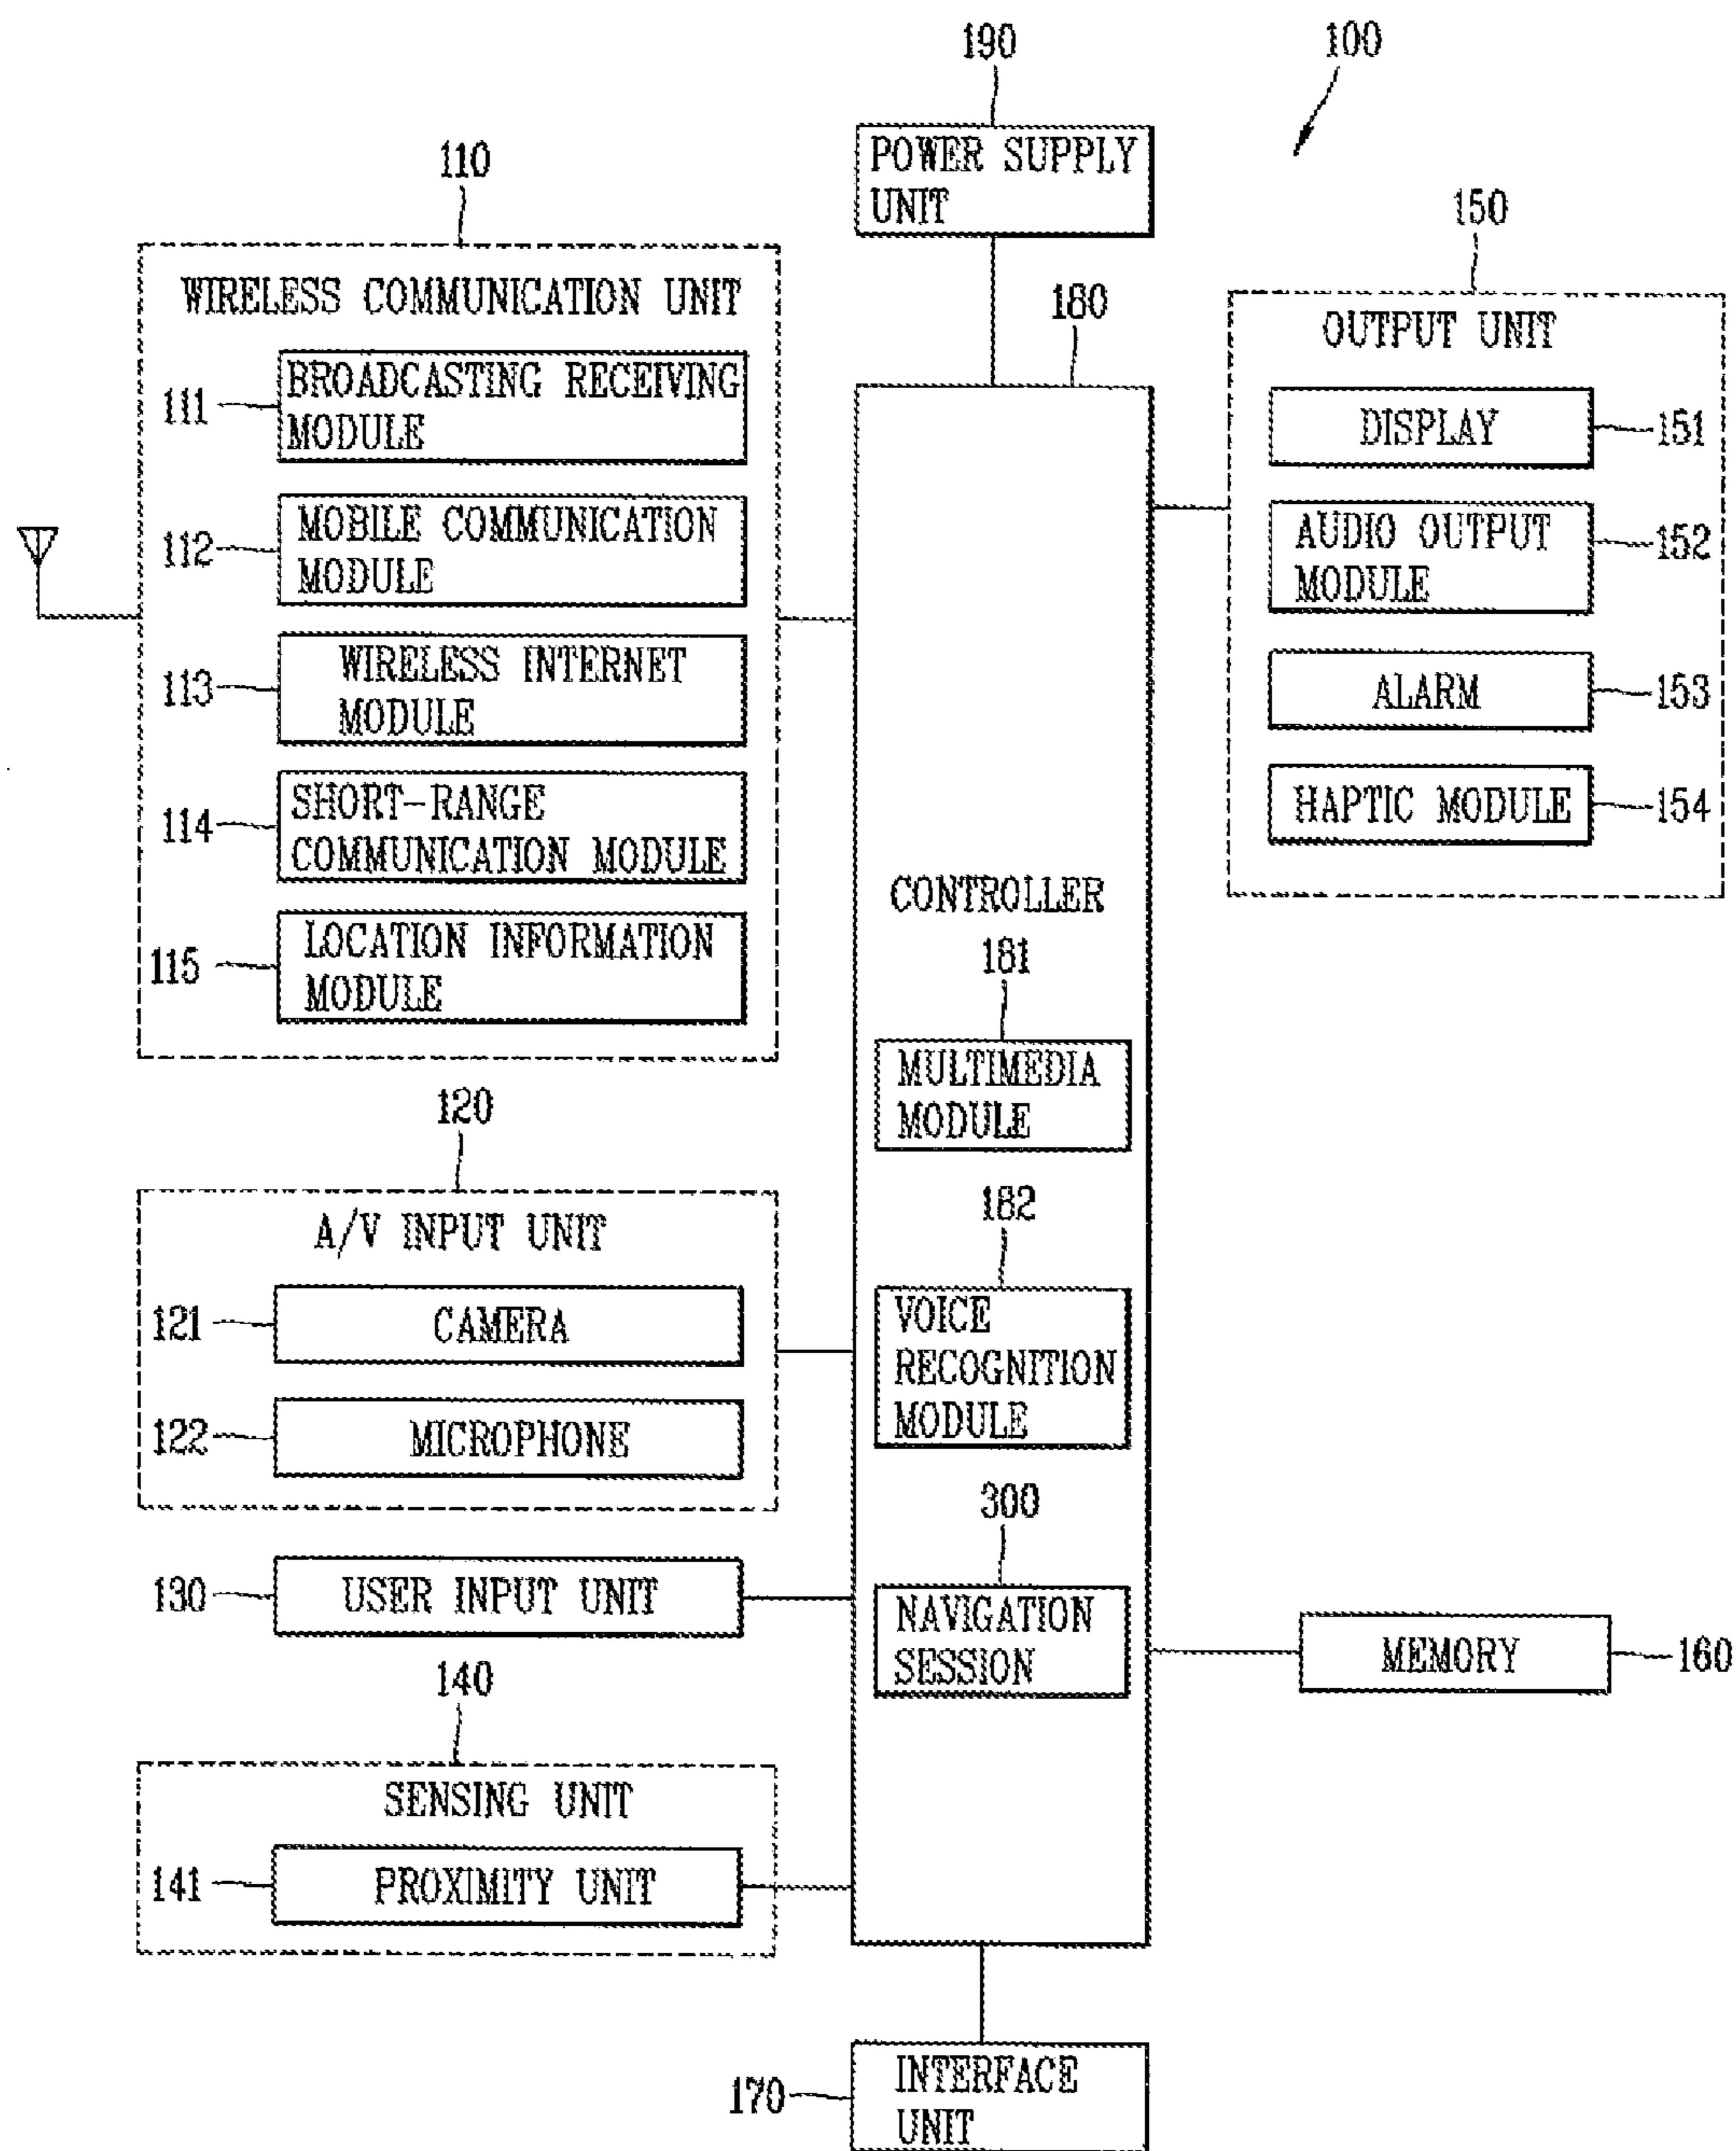 190
100
POWER SUPPLY
UNIT
110
WIRELESS COMMUNICATION UNIT
111
BROADCASTING RECEIVING
MODULE
112
MOBILE COMMUNICATION
MODULE
113
WIRELESS INTERNET
MODULE
114
SHORT-RANGE
COMMUNICATION MODULE
115
LOCATION INFORMATION
MODULE
120
A/V INPUT UNIT
121
CAMERA
122
MICROPHONE
130
USER INPUT UNIT
140
SENSING UNIT
141
PROXIMITY UNIT
180
CONTROLLER
181
MULTIMEDIA
MODULE
182
VOICE
RECOGNITION
MODULE
300
NAVIGATION
SESSION
150
OUTPUT UNIT
DISPLAY
151
AUDIO OUTPUT
MODULE
152
ALARM
153
HAPTIC MODULE
154
MEMORY
160
170
INTERFACE
UNIT